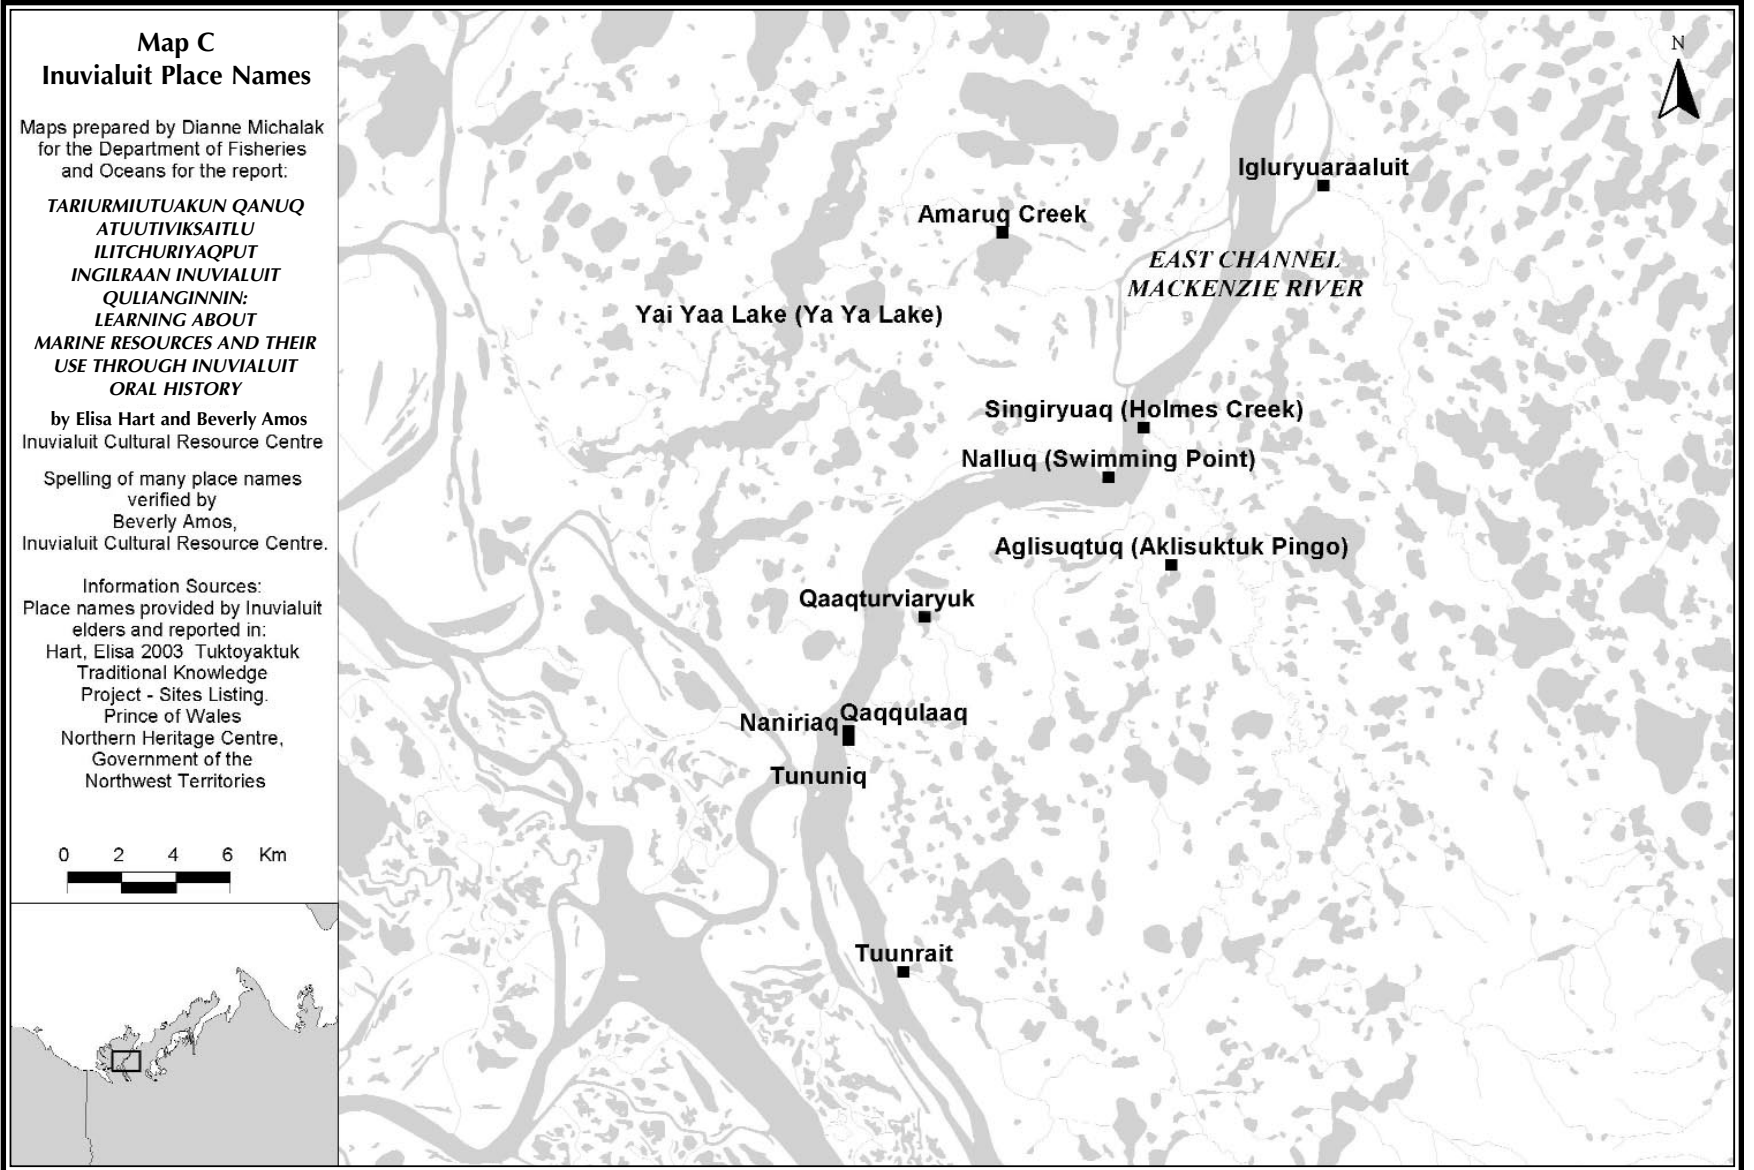 Map C
Inuvialuit Place Names
Maps prepared by Dianne Michalak
for the Department of Fisheries
and Oceans for the report:
TARIURMIUTUAKUN QANUQ
ATUUTIVIKSAITLU
ILITCHURIYAQPUT
INGILRAAN INUVIALUIT
QULIANGINNIN:
LEARNING ABOUT
MARINE RESOURCES AND THEIR
USE THROUGH INUVIALUIT
ORAL HISTORY
by Elisa Hart and Beverly Amos
Inuvialuit Cultural Resource Centre
Spelling of many place names
verified by
Beverly Amos,
Inuvialuit Cultural Resource Centre.
Information Sources:
Place names provided by Inuvialuit
elders and reported in:
Hart, Elisa 2003 Tuktoyaktuk
Traditional Knowledge
Project - Sites Listing.
Prince of Wales
Northern Heritage Centre,
Government of the
Northwest Territories
0 2 4 6 Km
N
Igluryuaraaluit
Amaruq Creek
EAST CHANNEL
MACKENZIE RIVER
Yai Yaa Lake (Ya Ya Lake)
Singiryuaq (Holmes Creek)
Nalluq (Swimming Point)
Aglisuqtuq (Aklisuktuk Pingo)
Qaaqturviaryuk
Naniriaq
Qaqqulaaq
Tununiq
Tuunrait